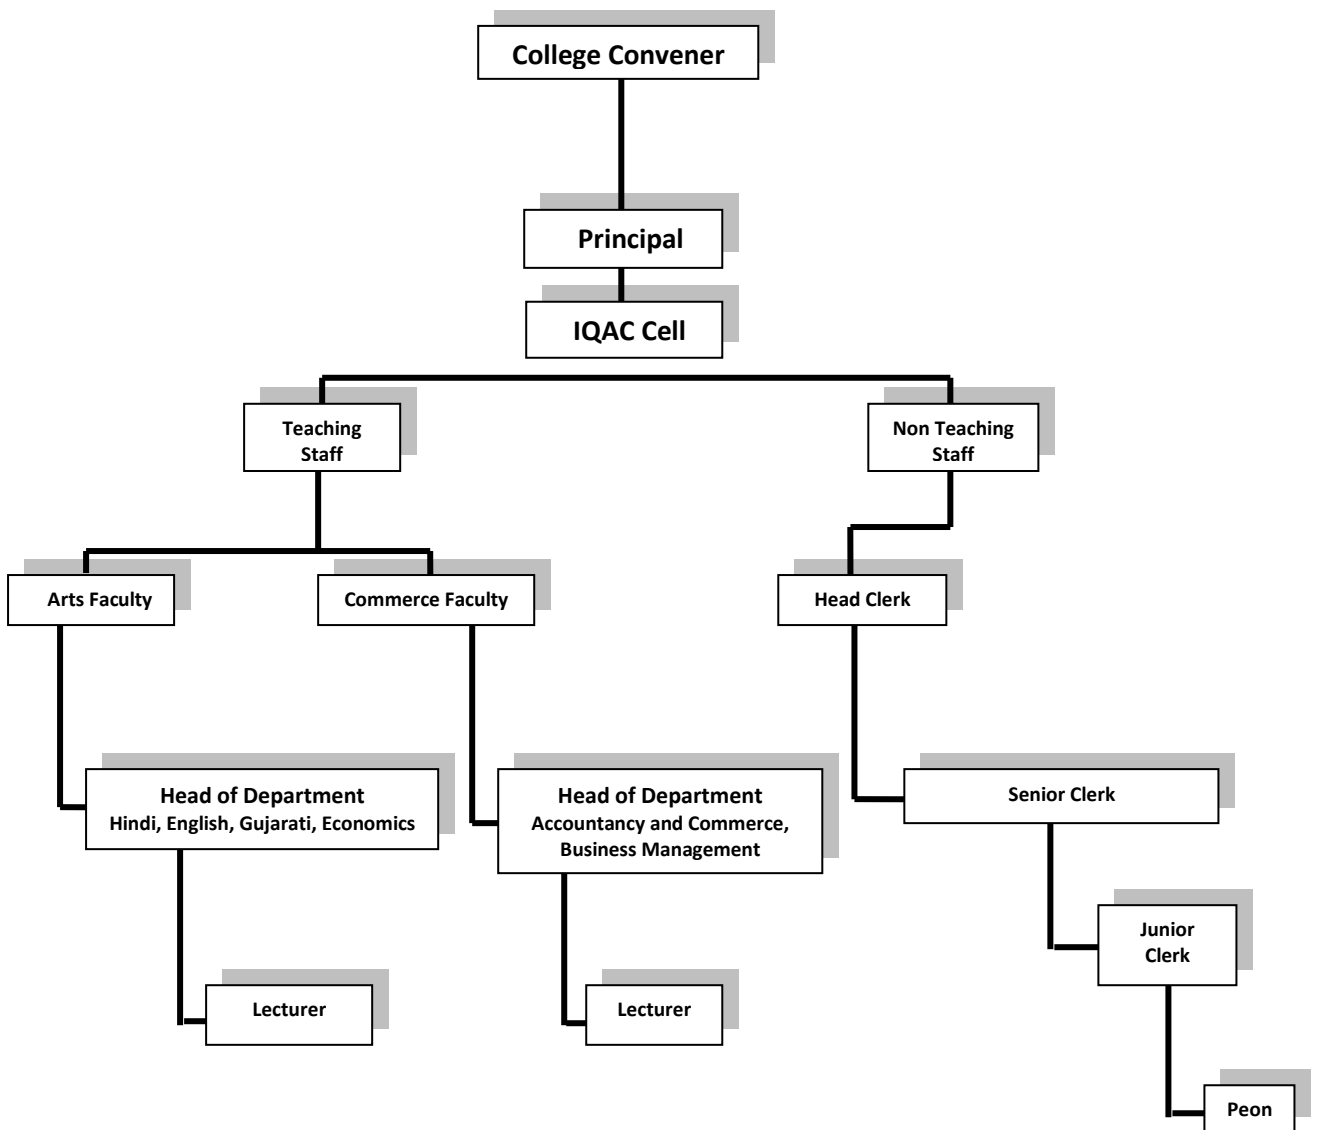 College Convener
Principal
IQAC Cell
Teaching
Staff
Non Teaching
Staff
Arts Faculty
Commerce Faculty
Head Clerk
Head of Department
Hindi, English, Gujarati, Economics
Head of Department
Accountancy and Commerce,
Business Management
Senior Clerk
Junior
Clerk
Lecturer
Lecturer
Peon